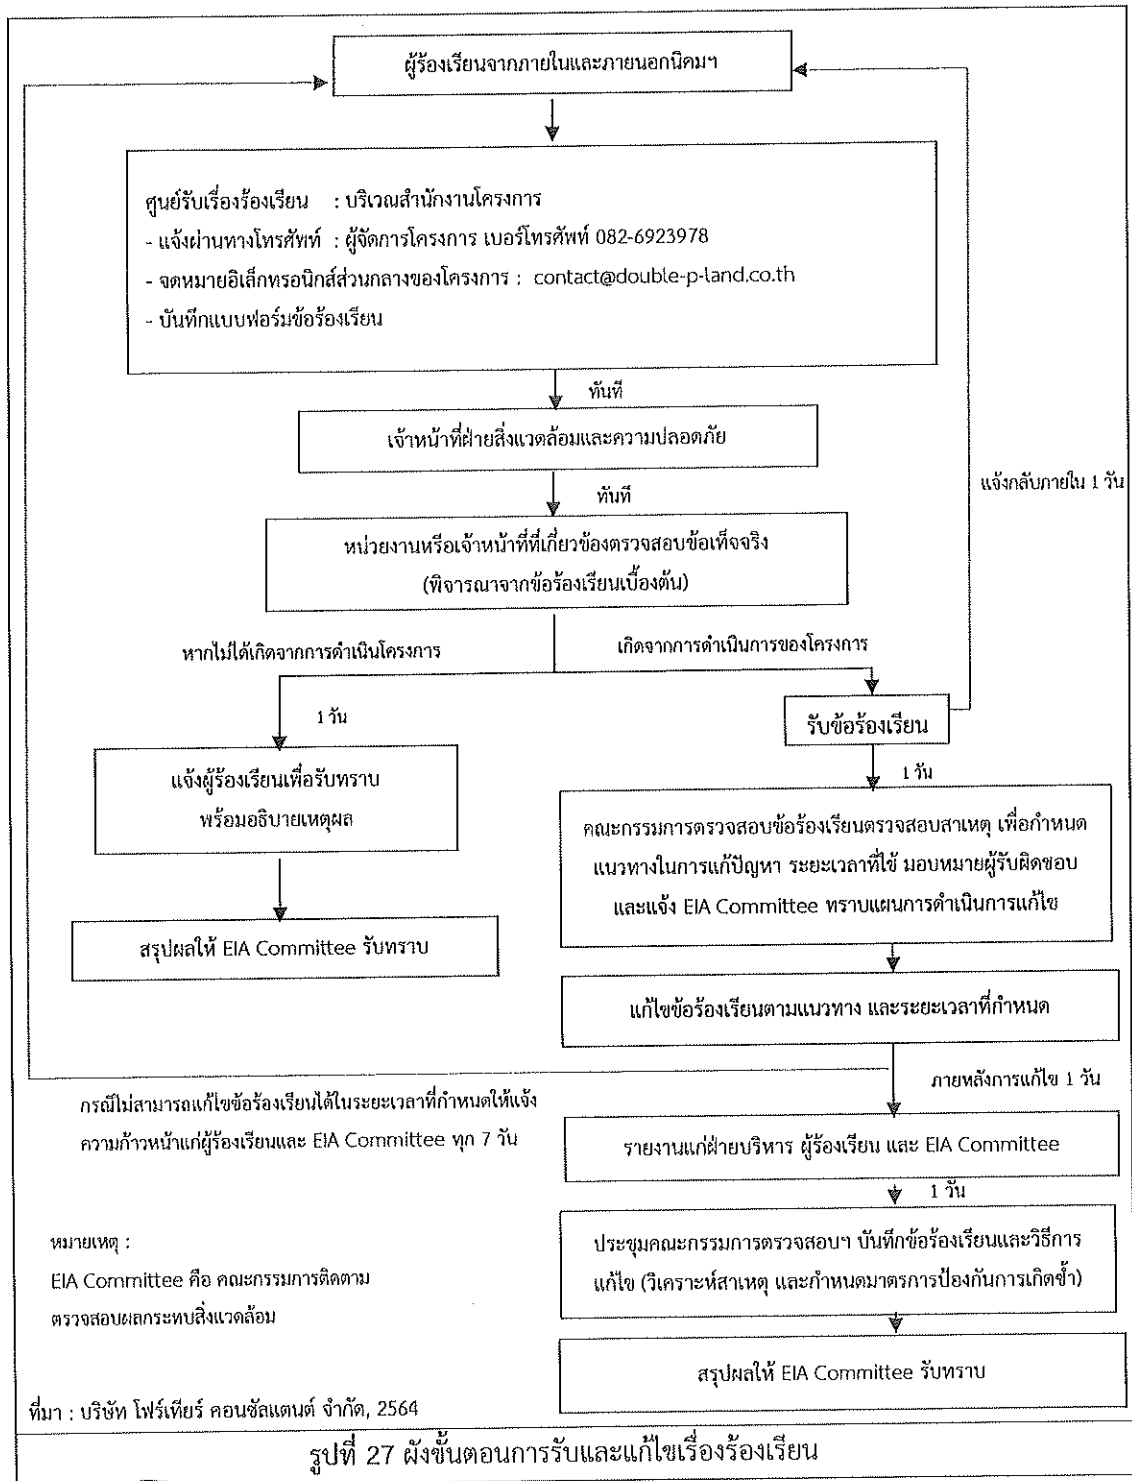 ผู้ร้องเรียนจากภายในและภายนอกนิคมฯ
ศูนย์รับเรื่องร้องเรียน : บริเวณสำนักงานโครงการ
- แจ้งผ่านทางโทรศัพท์ : ผู้จัดการโครงการ เบอร์โทรศัพท์ 082-6923978
- จดหมายอิเล็กทรอนิกส์ส่วนกลางของโครงการ : contact@double-p-land.co.th
- บันทึกแบบฟอร์มข้อร้องเรียน
ทันที
เจ้าหน้าที่ฝ่ายสิ่งแวดล้อมและความปลอดภัย
ทันที
แจ้งกลับภายใน 1 วัน
หน่วยงานหรือเจ้าหน้าที่ที่เกี่ยวข้องตรวจสอบข้อเท็จจริง
(พิจารณาจากข้อร้องเรียนเบื้องต้น)
หากไม่ได้เกิดจากการดำเนินโครงการ
เกิดจากการดำเนินการของโครงการ
1 วัน
แจ้งผู้ร้องเรียนเพื่อรับทราบ
พร้อมอธิบายเหตุผล
สรุปผลให้ EIA Committee รับทราบ
รับข้อร้องเรียน
1 วัน
คณะกรรมการตรวจสอบข้อร้องเรียนตรวจสอบสาเหตุ เพื่อกำหนด
แนวทางในการแก้ปัญหา ระยะเวลาที่ใช้ มอบหมายผู้รับผิดชอบ
และแจ้ง EIA Committee ทราบแผนการดำเนินการแก้ไข
แก้ไขข้อร้องเรียนตามแนวทาง และระยะเวลาที่กำหนด
ภายหลังการแก้ไข 1 วัน
กรณีไม่สามารถแก้ไขข้อร้องเรียนได้ในระยะเวลาที่กำหนดให้แจ้ง
ความก้าวหน้าแก่ผู้ร้องเรียนและ EIA Committee ทุก 7 วัน
รายงานแก่ฝ่ายบริหาร ผู้ร้องเรียน และ EIA Committee
1 วัน
ประชุมคณะกรรมการตรวจสอบฯ บันทึกข้อร้องเรียนและวิธีการ
แก้ไข (วิเคราะห์สาเหตุ และกำหนดมาตรการป้องกันการเกิดซ้ำ)
สรุปผลให้ EIA Committee รับทราบ
หมายเหตุ :
EIA Committee คือ คณะกรรมการติดตาม
ตรวจสอบผลกระทบสิ่งแวดล้อม
ที่มา : บริษัท โฟร์เทียร์ คอนซัลแตนต์ จำกัด, 2564
รูปที่ 27 ผังขั้นตอนการรับและแก้ไขเรื่องร้องเรียน